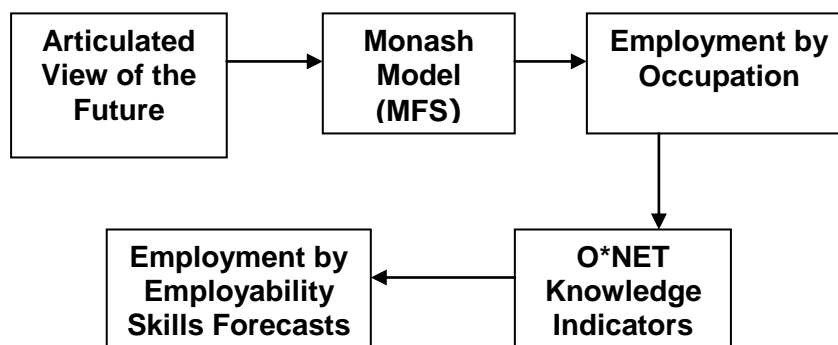 Articulated
View of the
Future
Monash
Model
(MFS)
Employment by
Occupation
O*NET
Knowledge
Indicators
Employment by
Employability
Skills Forecasts